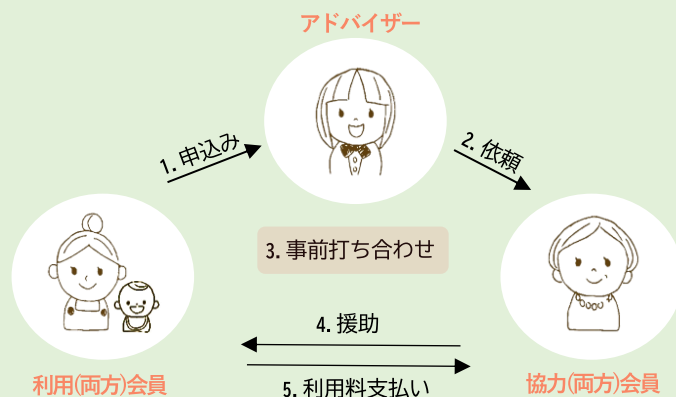 アドバイザー
1. 申込み
2. 依頼
3. 事前打ち合わせ
4. 援助
5. 利用料支払い
利用(両方)会員
協力(両方)会員